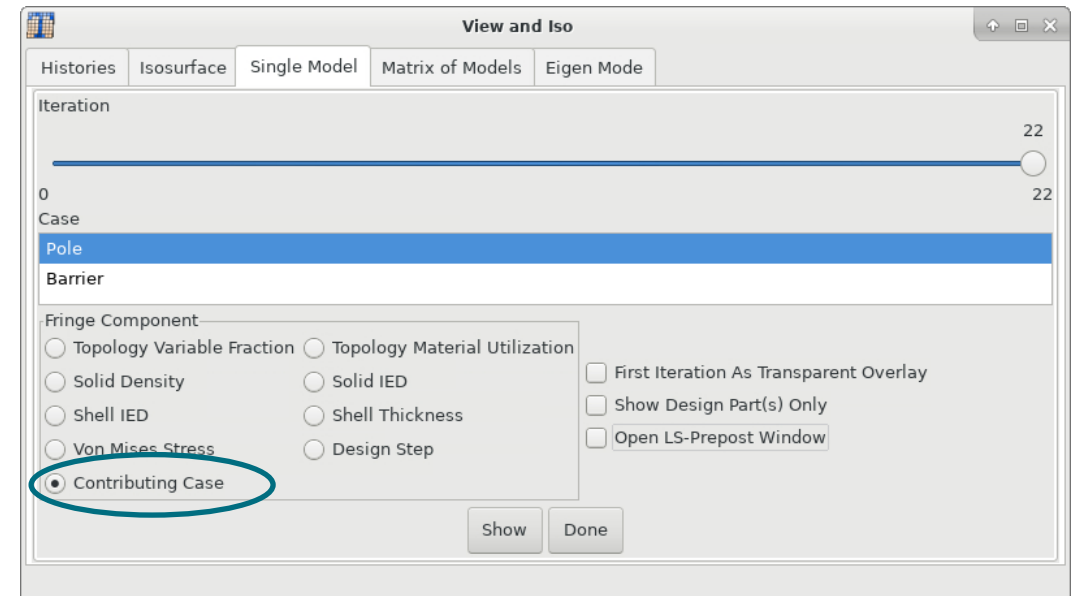 View and Iso
Histories Isosurface Single Model Matrix of Models Eigen Mode
Iteration
22
0 22
Case
Pole
Barrier
Fringe Component
Topology Variable Fraction Topology Material Utilization
Solid Density Solid IED
Shell IED Shell Thickness
Von Mises Stress Design Step
Contributing Case
First Iteration As Transparent Overlay
Show Design Part(s) Only
Open LS-Prepost Window
Show Done